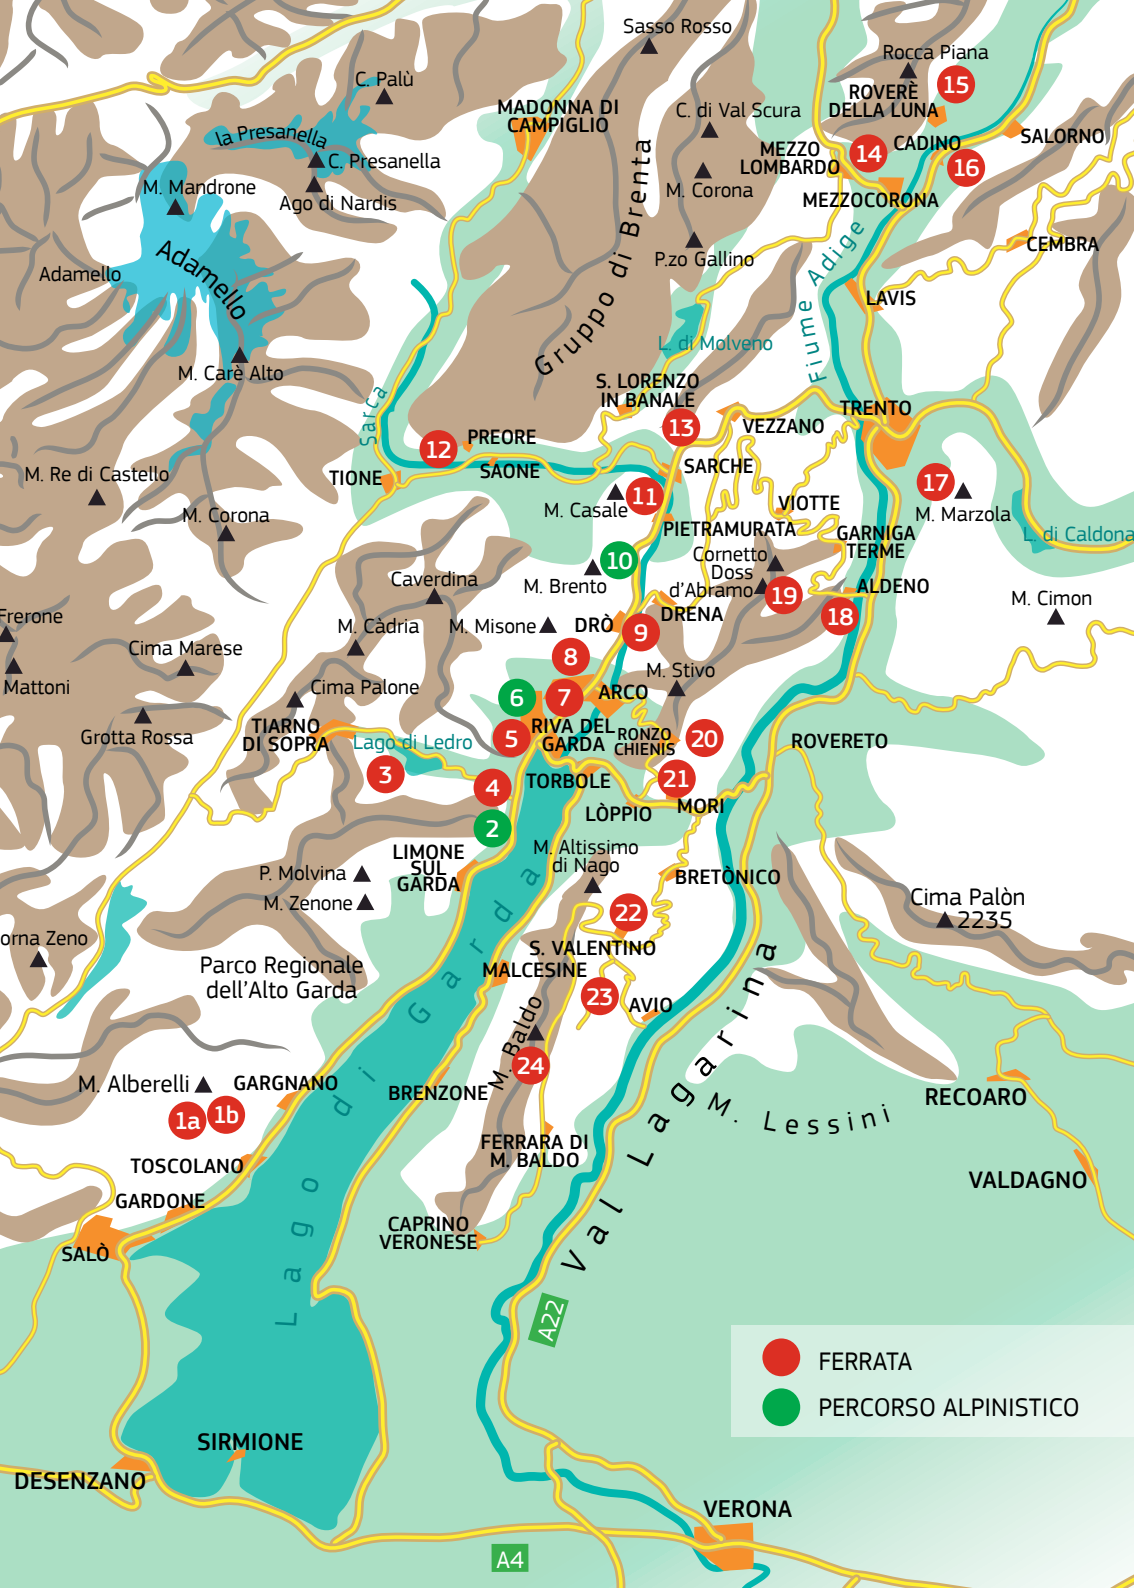 Sasso Rosso
Rocca Piana
C. Palù
15
ROVERÈ
DELLA LUNA
MADONNA DI
CAMPIGLIO
C. di Val Scura
la Presanella
SALORNO
CADINO
14
MEZZO
LOMBARDO
C. Presanella
16
M. Mandrone
M. Corona
Ago di Nardis
MEZZOCORONA
Gruppo di Brenta
Fiume Adige
CEMBRA
P.zo Gallino
Adamello
Adamello
LAVIS
L. di Molveno
M. Carè Alto
S. LORENZO
IN BANALE
Sarca
TRENTO
13
VEZZANO
12
PREORE
SAONE
SARCHE
TIONE
M. Re di Castello
17
M. Marzola
11
M. Casale
VIOTTE
M. Corona
PIETRAMURATA
GARNIGA
TERME
L. di Caldona
Cornetto
Doss
d'Abramo
10
M. Brento
Caverdina
19
ALDENO
M. Cimon
18
Frerone
DRENA
M. Càdria
M. Misone
DRÒ
9
Cima Marese
8
M. Stivo
Mattoni
Cima Palone
6
7
ARCO
Grotta Rossa
TIARNO
DI SOPRA
Lago di Ledro
5
RIVA DEL
GARDA
RONZO
CHIENIS
20
ROVERETO
3
4
TORBOLE
21
MORI
LÒPPIO
2
LIMONE
SUL
GARDA
M. Altissimo
di Nago
P. Molvina
BRETÒNICO
M. Zenone
Cima Palòn
2235
22
orna Zeno
S. VALENTINO
Parco Regionale
dell'Alto Garda
MALCESINE
23
AVIO
M. Baldo
24
M. Alberelli
GARGNANO
BRENZONE
RECOARO
1a
1b
Val Lagarina
M. Lessini
FERRARA DI
M. BALDO
TOSCOLANO
VALDAGNO
GARDONE
Lago di Garda
CAPRINO
VERONESE
SALÒ
A22
FERRATA
PERCORSO ALPINISTICO
SIRMIONE
DESENZANO
VERONA
A4